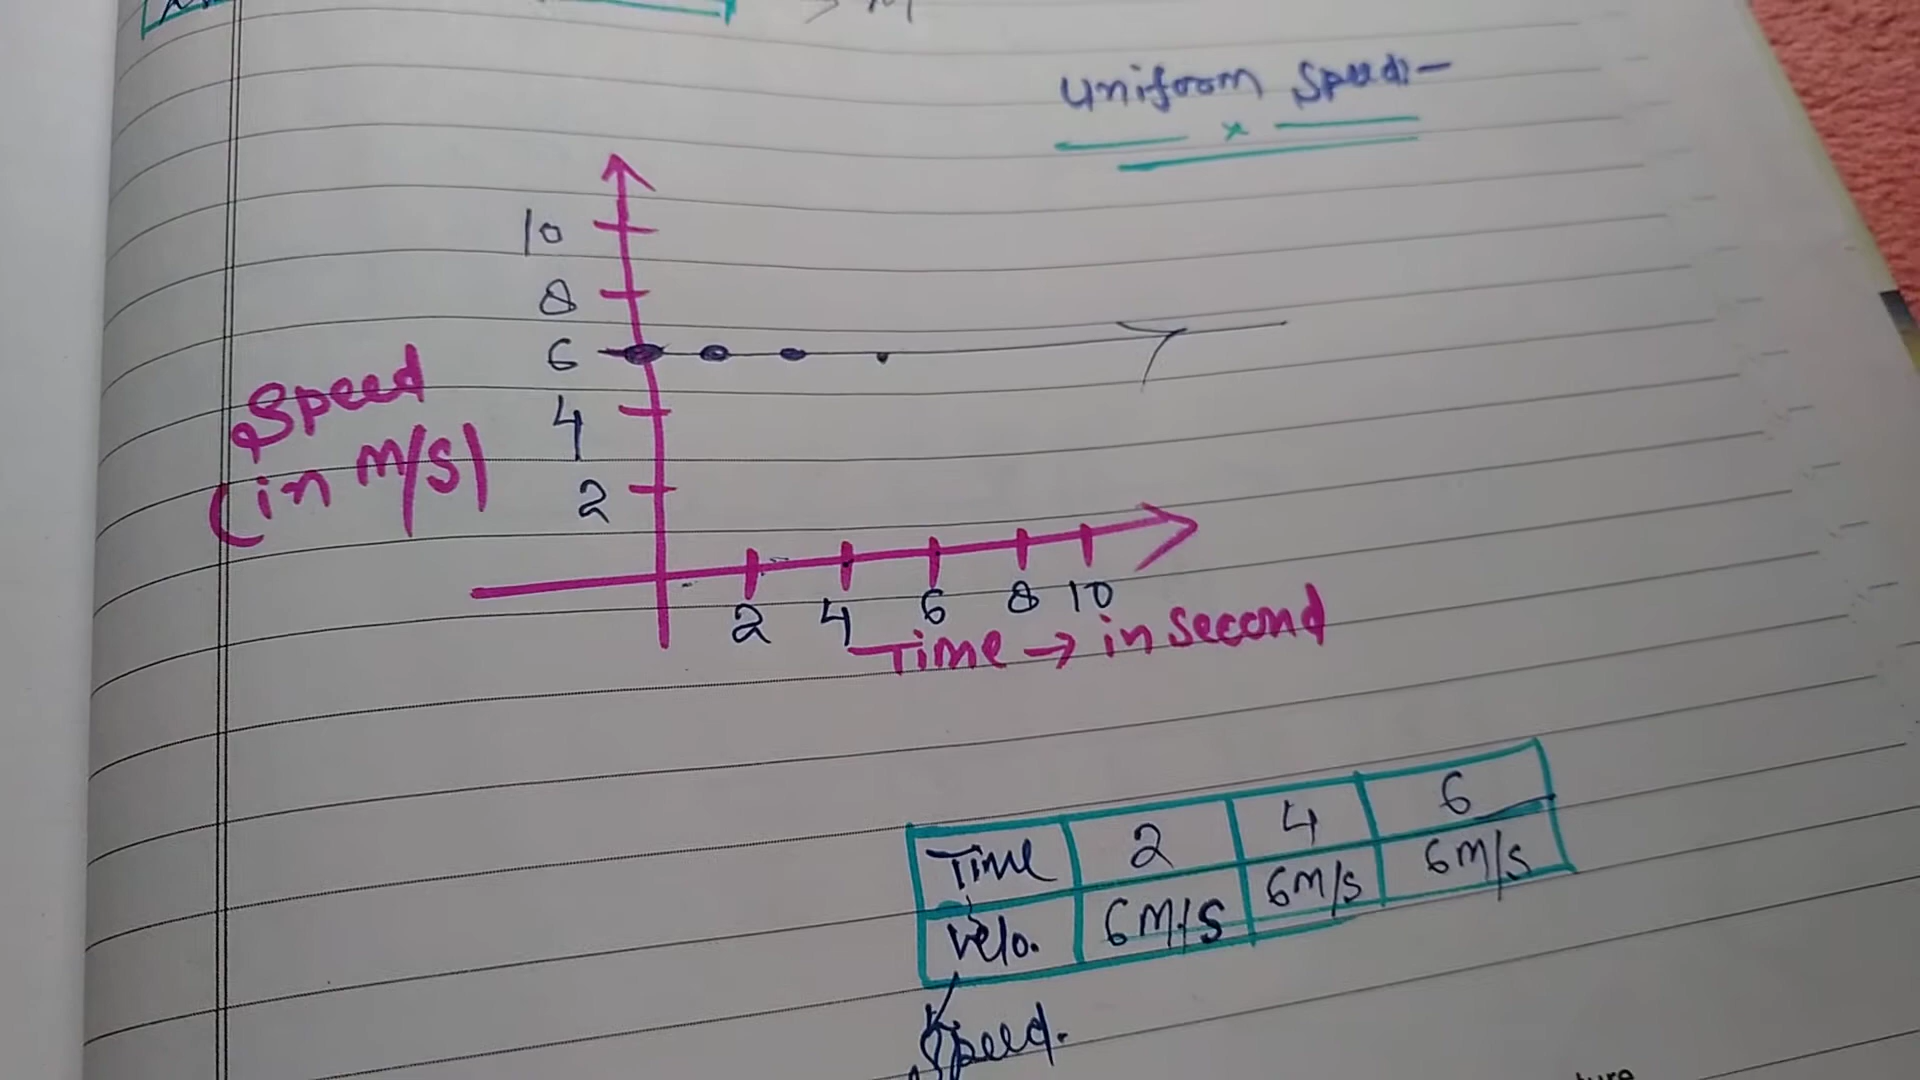 Uniform Speed:-
10
8
6
4
2
Speed
(in M/S)
2 4 6 8 10
Time → in second
Time 2 4 6
Velo. 6M/S 6M/S 6M/S
Speed.